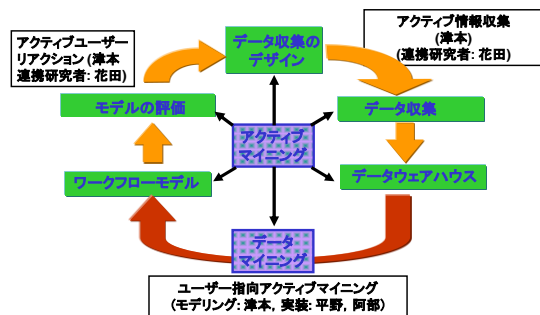 アクティブユーザー
リアクション (津本
連携研究者: 花田)
データ収集の
デザイン
アクティブ情報収集
(津本)
(連携研究者: 花田)
モデルの評価
データ収集
アクティブ
マイニング
ワークフローモデル
データウェアハウス
データ
マイニング
ユーザー指向アクティブマイニング
(モデリング: 津本, 実装: 平野, 阿部)